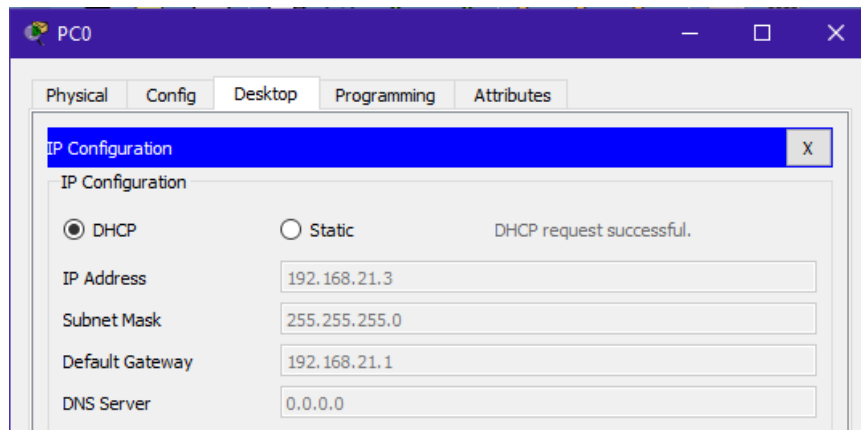 PC0
Physical Config Desktop Programming Attributes
IP Configuration X
IP Configuration
DHCP Static DHCP request successful.
IP Address 192.168.21.3
Subnet Mask 255.255.255.0
Default Gateway 192.168.21.1
DNS Server 0.0.0.0